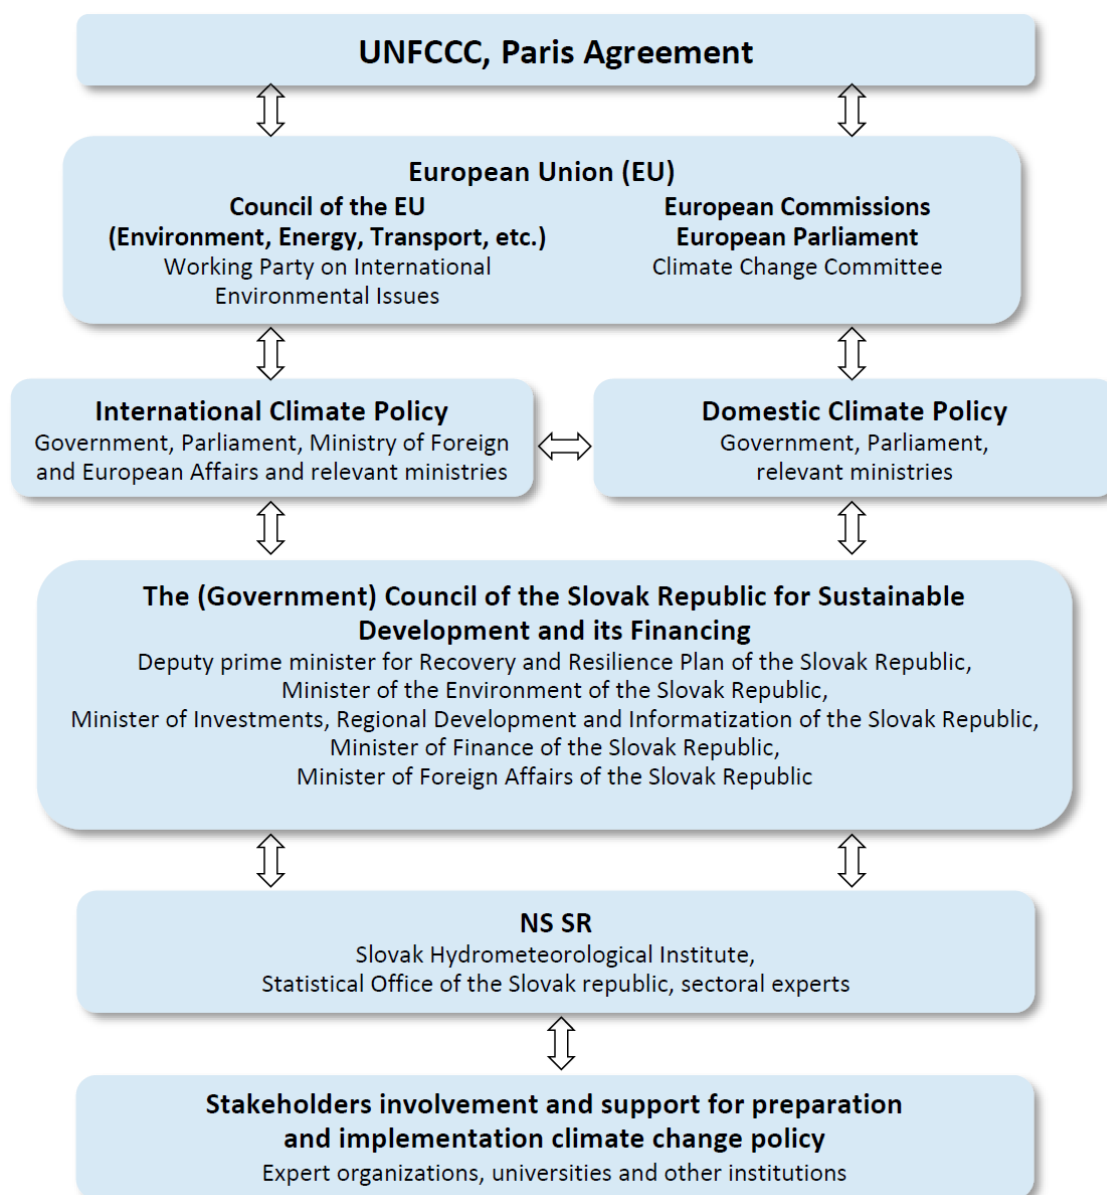 UNFCCC, Paris Agreement
European Union (EU)
Council of the EU
(Environment, Energy, Transport, etc.)
Working Party on International
Environmental Issues
European Commissions
European Parliament
Climate Change Committee
International Climate Policy
Government, Parliament, Ministry of Foreign
and European Affairs and relevant ministries
Domestic Climate Policy
Government, Parliament,
relevant ministries
The (Government) Council of the Slovak Republic for Sustainable
Development and its Financing
Deputy prime minister for Recovery and Resilience Plan of the Slovak Republic,
Minister of the Environment of the Slovak Republic,
Minister of Investments, Regional Development and Informatization of the Slovak Republic,
Minister of Finance of the Slovak Republic,
Minister of Foreign Affairs of the Slovak Republic
NS SR
Slovak Hydrometeorological Institute,
Statistical Office of the Slovak republic, sectoral experts
Stakeholders involvement and support for preparation
and implementation climate change policy
Expert organizations, universities and other institutions